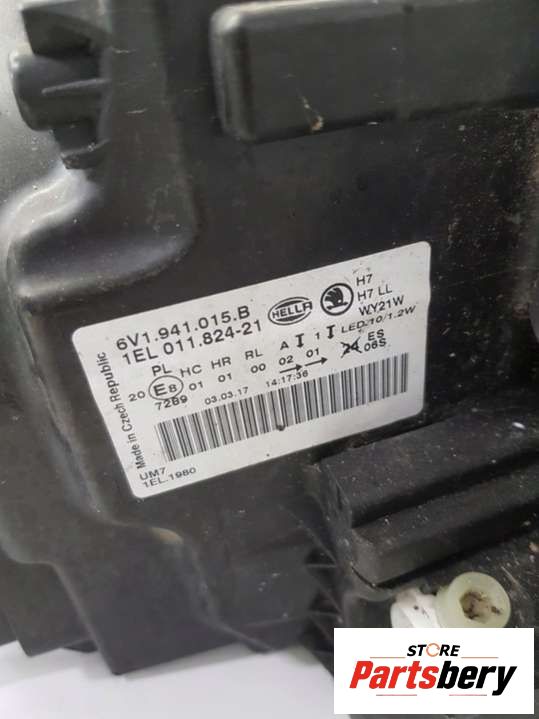 6V1.941.015.B
1EL 011.824-21
HELLA
H7
H7 LL
WY21W
LED.10/1.2W
PL HC HR RL A 1
20 E8 01 01 00 02 01 24 ES
06S.
7289 03.03.17 14:17:36
Made in Czech Republic
UM7
1EL.1980
STORE
Partsbery